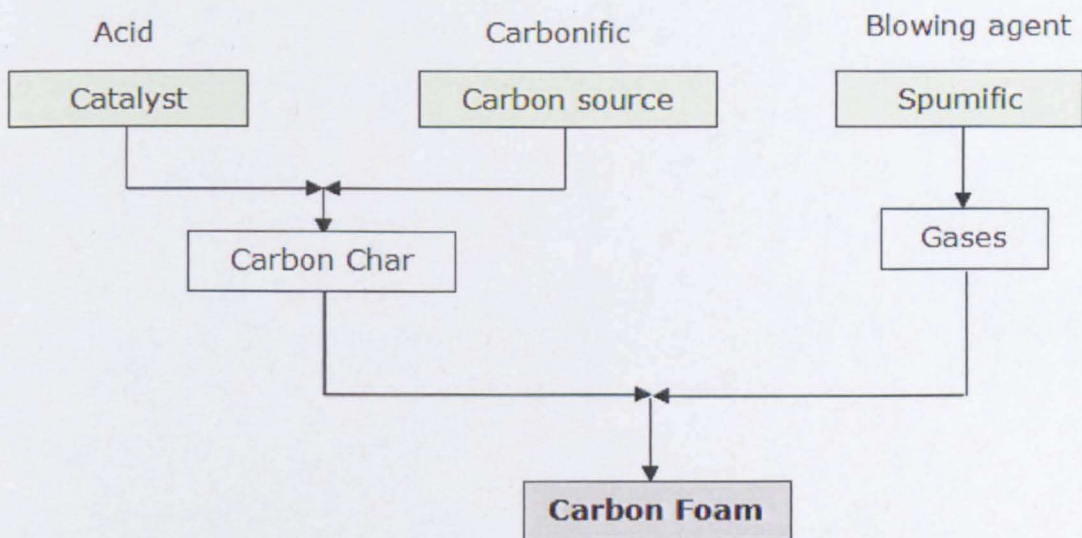 Acid
Carbonific
Blowing agent
Catalyst
Carbon source
Spumific
Carbon Char
Gases
Carbon Foam